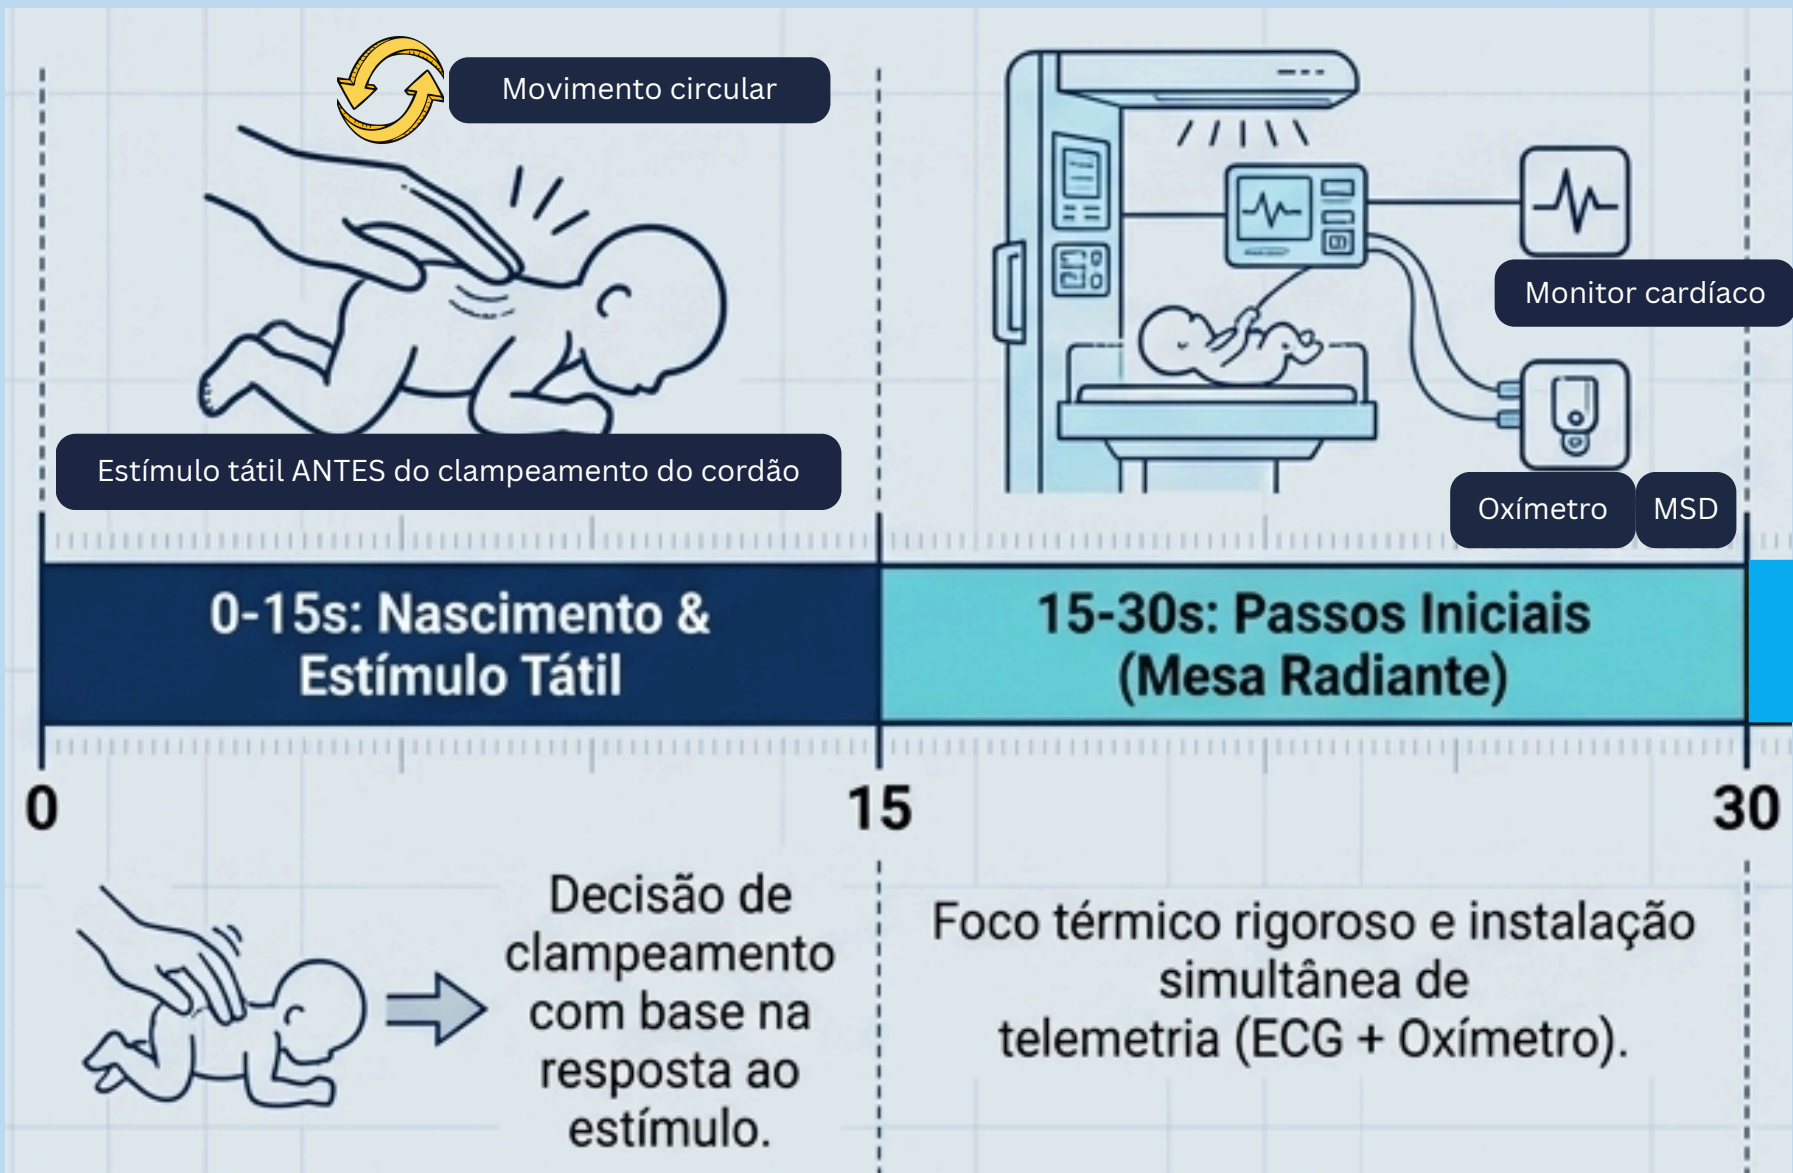 Movimento circular
Estímulo tátil ANTES do clampeamento do cordão
Monitor cardíaco
Oxímetro
MSD
0-15s: Nascimento &
Estímulo Tátil
15-30s: Passos Iniciais
(Mesa Radiante)
0
15
30
Decisão de
clampeamento
com base na
resposta ao
estímulo.
Foco térmico rigoroso e instalação
simultânea de
telemetria (ECG + Oxímetro).